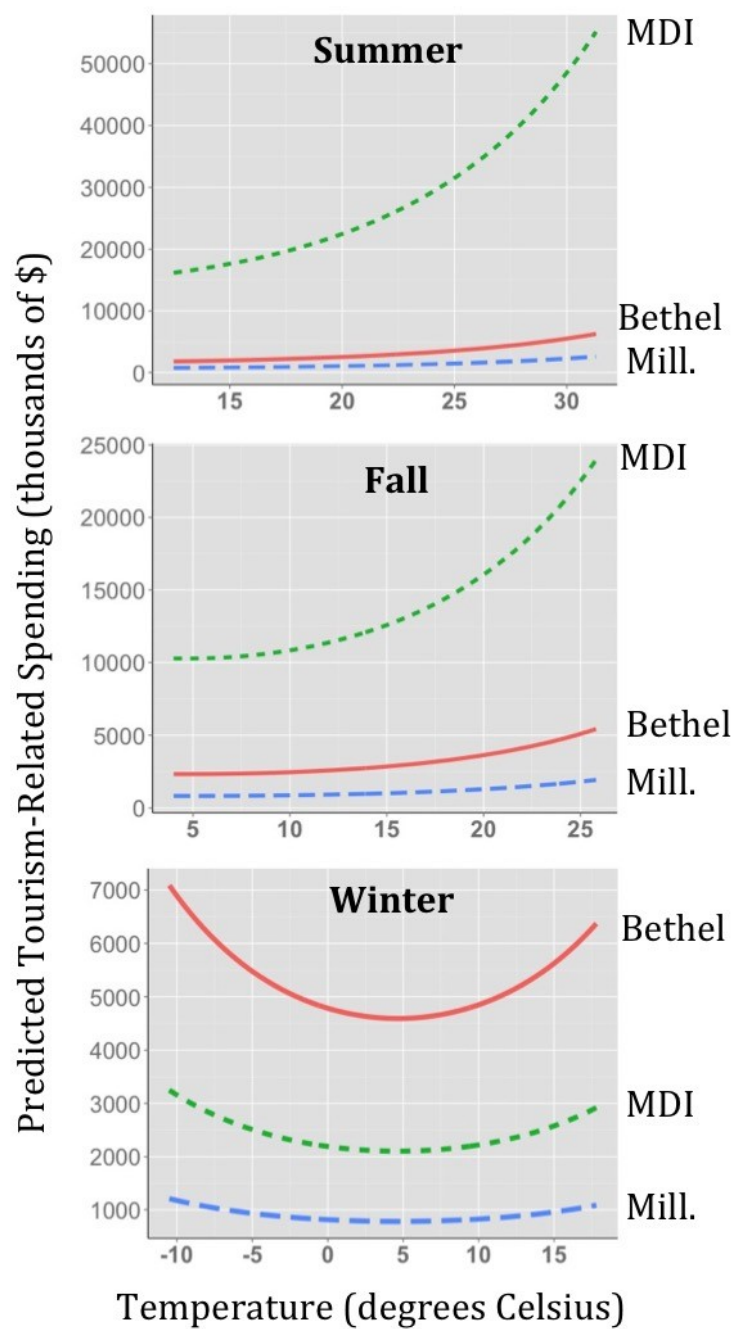 Predicted Tourism-Related Spending (thousands of $)
Summer
MDI
Bethel
Mill.
50000
40000
30000
20000
10000
0
15 20 25 30
Fall
MDI
Bethel
Mill.
25000
20000
15000
10000
5000
0
5 10 15 20 25
Winter
Bethel
MDI
Mill.
7000
6000
5000
4000
3000
2000
1000
-10 -5 0 5 10 15
Temperature (degrees Celsius)